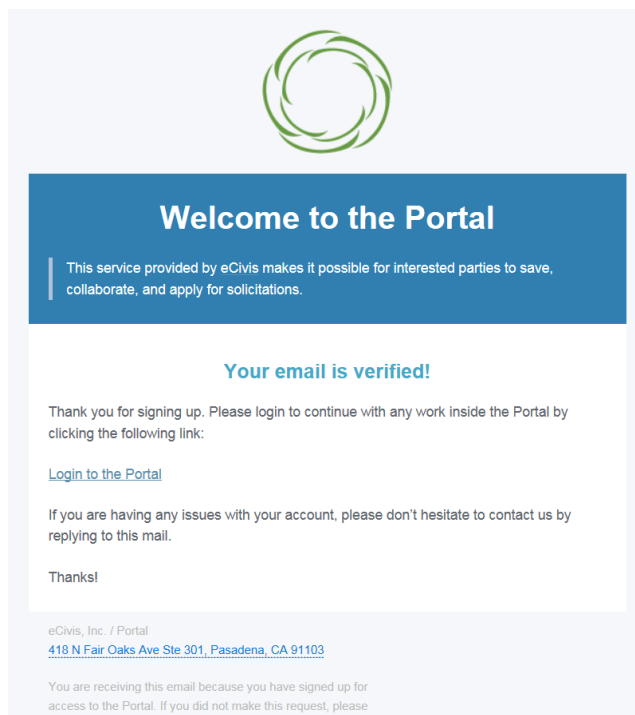 Welcome to the Portal
This service provided by eCivis makes it possible for interested parties to save,
collaborate, and apply for solicitations.
Your email is verified!
Thank you for signing up. Please login to continue with any work inside the Portal by
clicking the following link:
Login to the Portal
If you are having any issues with your account, please don’t hesitate to contact us by
replying to this mail.
Thanks!
eCivis, Inc. / Portal
418 N Fair Oaks Ave Ste 301, Pasadena, CA 91103
You are receiving this email because you have signed up for
access to the Portal. If you did not make this request, please